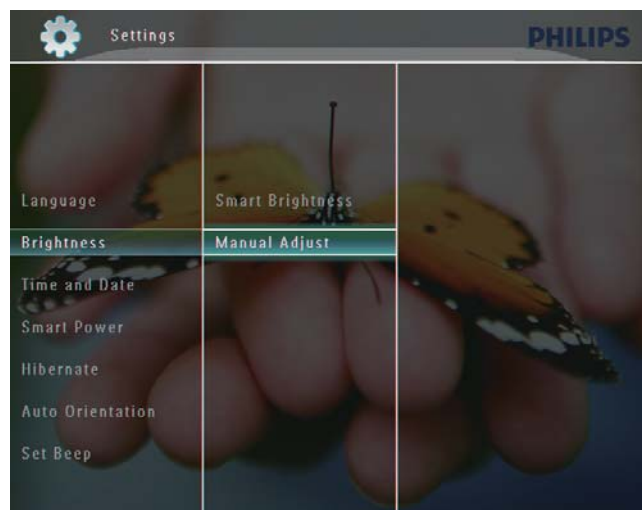 Settings
PHILIPS
Language
Smart Brightness
Brightness
Manual Adjust
Time and Date
Smart Power
Hibernate
Auto Orientation
Set Beep